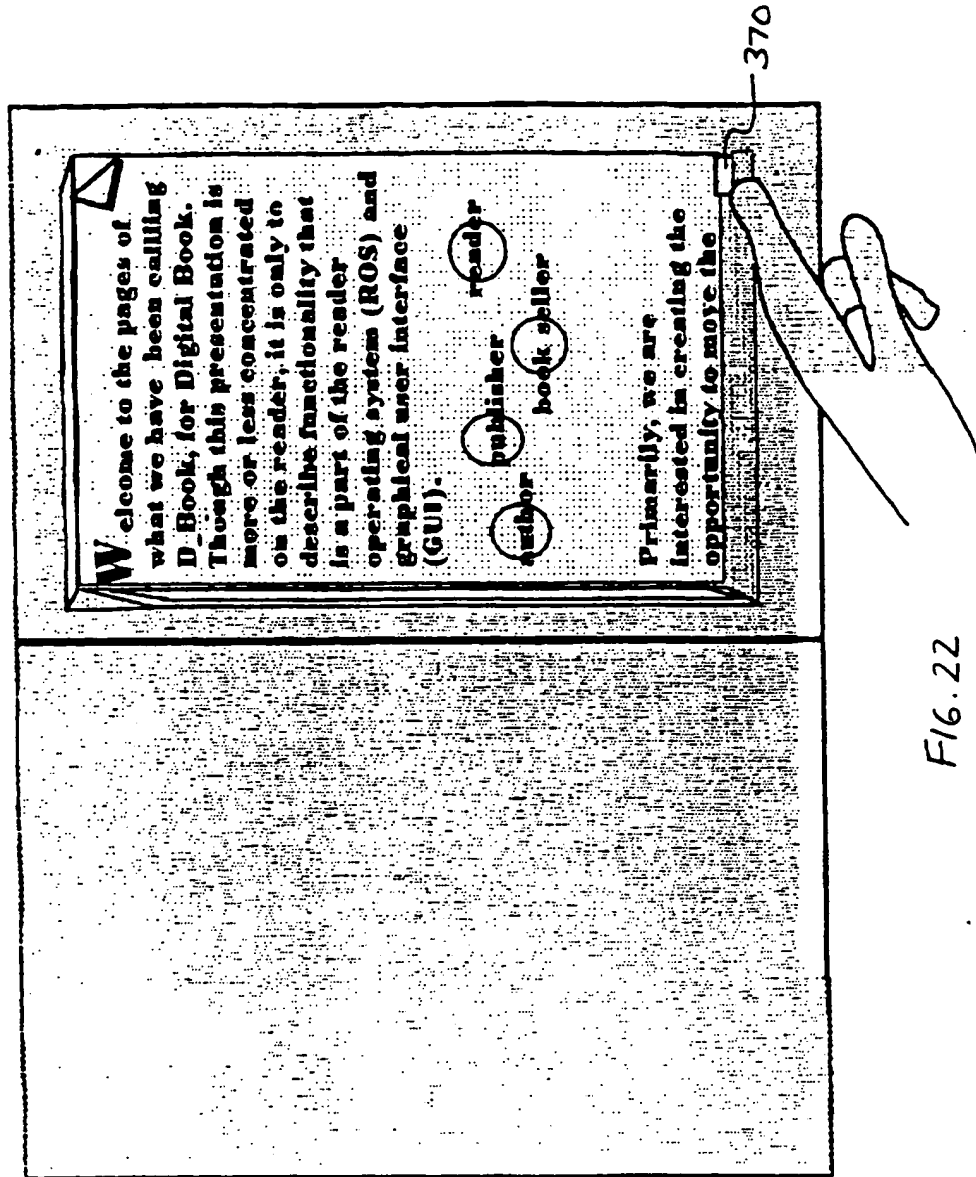 Welcome to the pages of
what we have been callling
D_Book, for Digital Book.
Though this presentation is
more or less concentrated
on the reader, it is only to
describe functionality that
is a part of the reader
operating system (ROS) and
graphical user interface
(GUI).
author
publisher
book seller
reader
Primarily, we are
interested in creating the
opportunity to move the
370
FIG.22